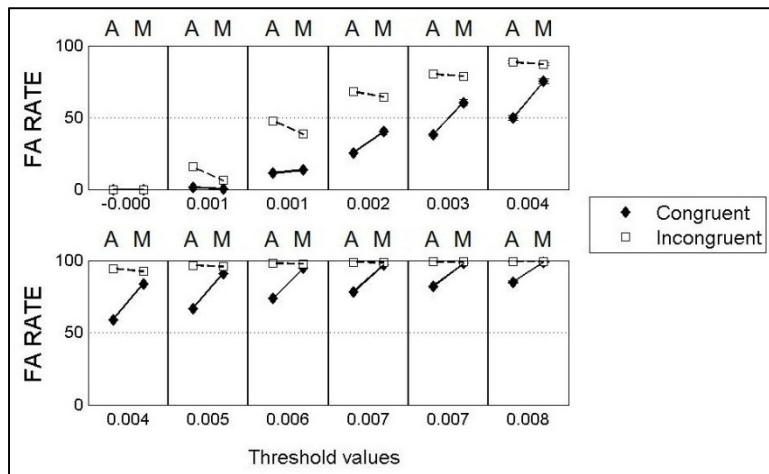 A M A M A M A M A M A M
FA RATE
100
50
0
-0.000 0.001 0.001 0.002 0.003 0.004
Congruent
Incongruent
A M A M A M A M A M A M
FA RATE
100
50
0
0.004 0.005 0.006 0.007 0.007 0.008
Threshold values